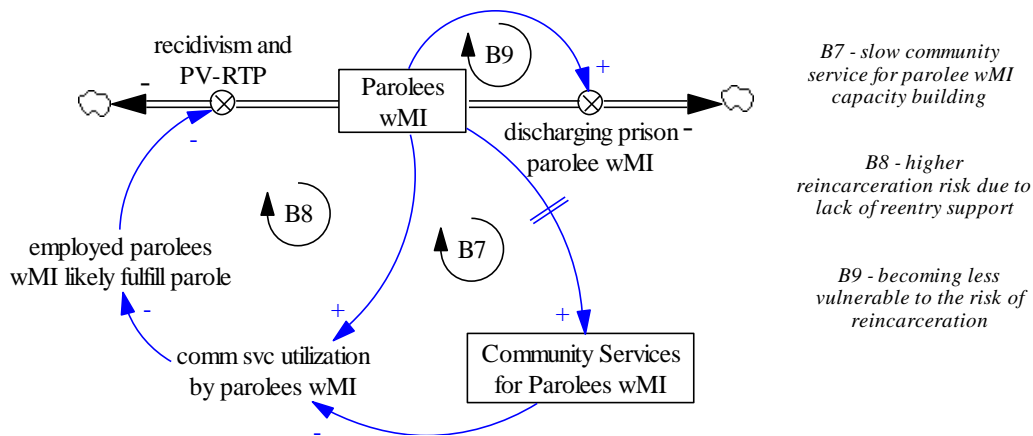 recidivism and
PV-RTP
-
B9
+
Parolees
wMI
discharging prison
parolee wMI
-
-
B8
B7
employed parolees
wMI likely fulfill parole
-
+
+
comm svc utilization
by parolees wMI
Community Services
for Parolees wMI
-
B7 - slow community
service for parolee wMI
capacity building
B8 - higher
reincarceration risk due to
lack of reentry support
B9 - becoming less
vulnerable to the risk of
reincarceration